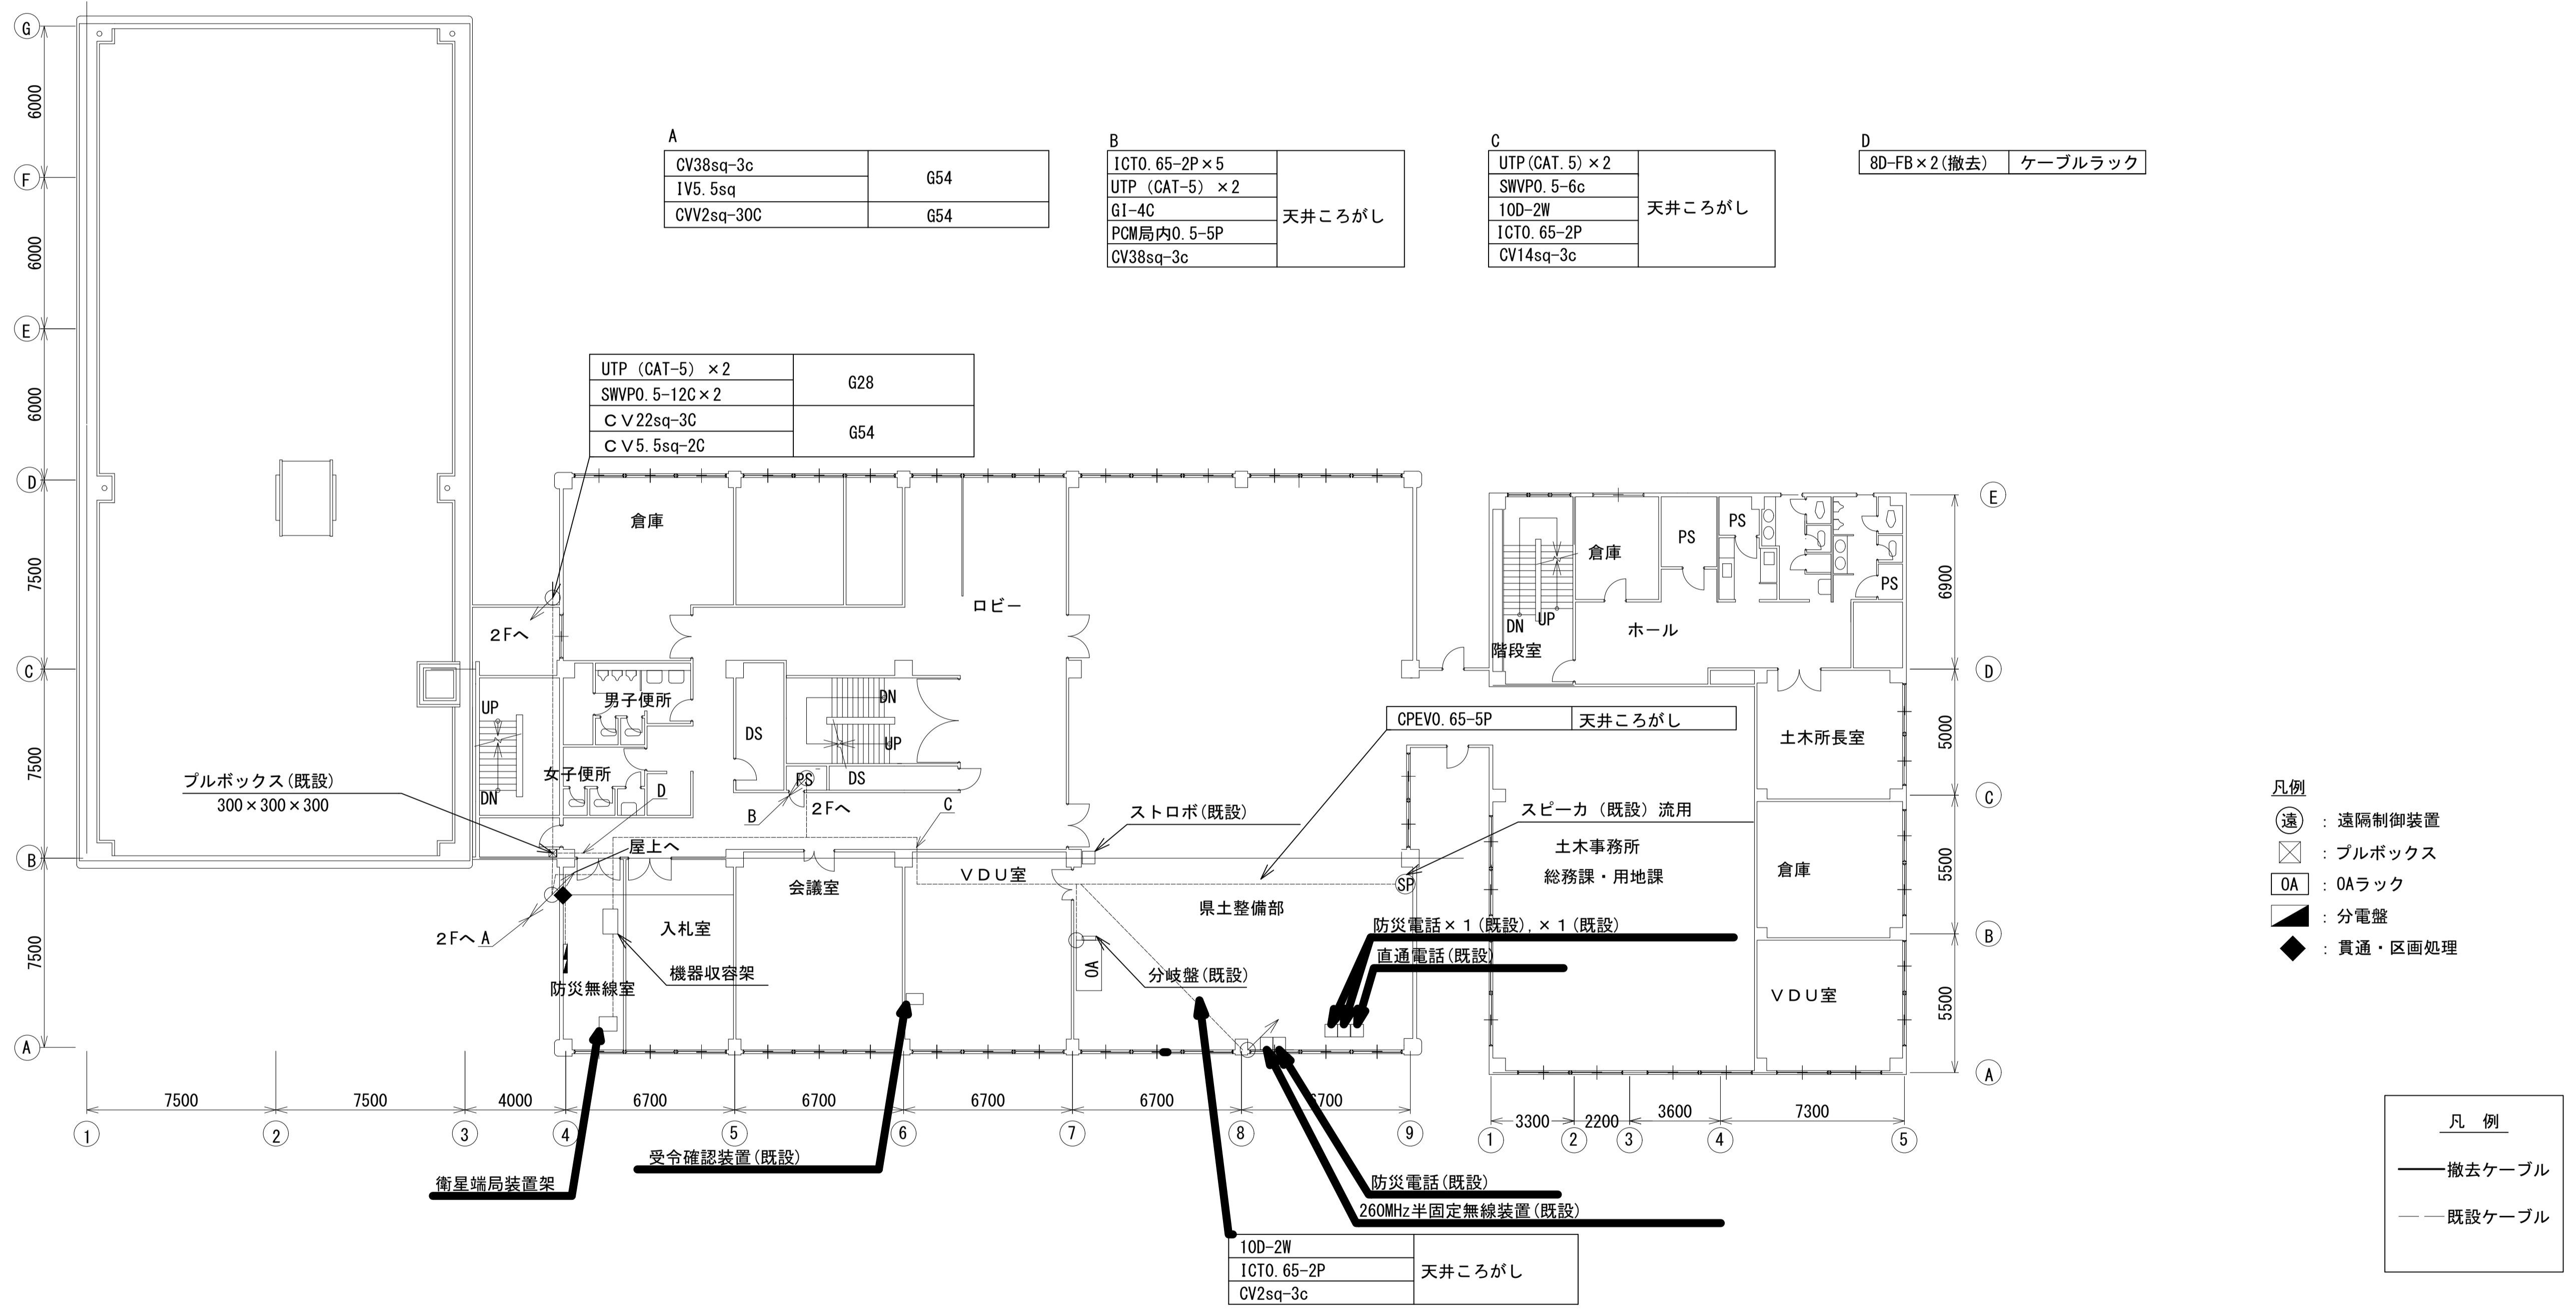 A
CV38sq-3c
IV5.5sq
G54
CVV2sq-30C
G54
B
ICT0.65-2P×5
UTP (CAT-5) ×2
GI-4C
PCM局内0.5-5P
CV38sq-3c
天井ころがし
C
UTP(CAT.5)×2
SWVP0.5-6c
10D-2W
ICT0.65-2P
CV14sq-3c
天井ころがし
D
8D-FB×2(撤去)
ケーブルラック
UTP (CAT-5) ×2
SWVP0.5-12C×2
G28
CV22sq-3C
CV5.5sq-2C
G54
G
F
E
D
C
B
A
6000
6000
6000
7500
7500
7500
倉庫
ロビー
2Fへ
男子便所
UP
DN
女子便所
DS
DN
UP
PS
DS
2Fへ
B
C
D
プルボックス(既設)
300×300×300
屋上へ
2Fへ A
防災無線室
入札室
機器収容架
会議室
VDU室
県土整備部
OA
分岐盤(既設)
ストロボ(既設)
CPEV0.65-5P
天井ころがし
スピーカ (既設) 流用
SP
防災電話×1(既設),×1(既設)
直通電話(既設)
倉庫
PS
PS
PS
DN
UP
階段室
ホール
土木所長室
土木事務所
総務課・用地課
倉庫
VDU室
E
D
C
B
A
6900
5000
5500
5500
7500
7500
4000
6700
6700
6700
6700
6700
1
2
3
4
5
6
7
8
9
3300
2200
3600
7300
1
2
3
4
5
衛星端局装置架
受令確認装置(既設)
防災電話(既設)
260MHz半固定無線装置(既設)
10D-2W
ICT0.65-2P
CV2sq-3c
天井ころがし
凡例
遠 : 遠隔制御装置
: プルボックス
OA : OAラック
: 分電盤
: 貫通・区画処理
凡 例
撤去ケーブル
既設ケーブル